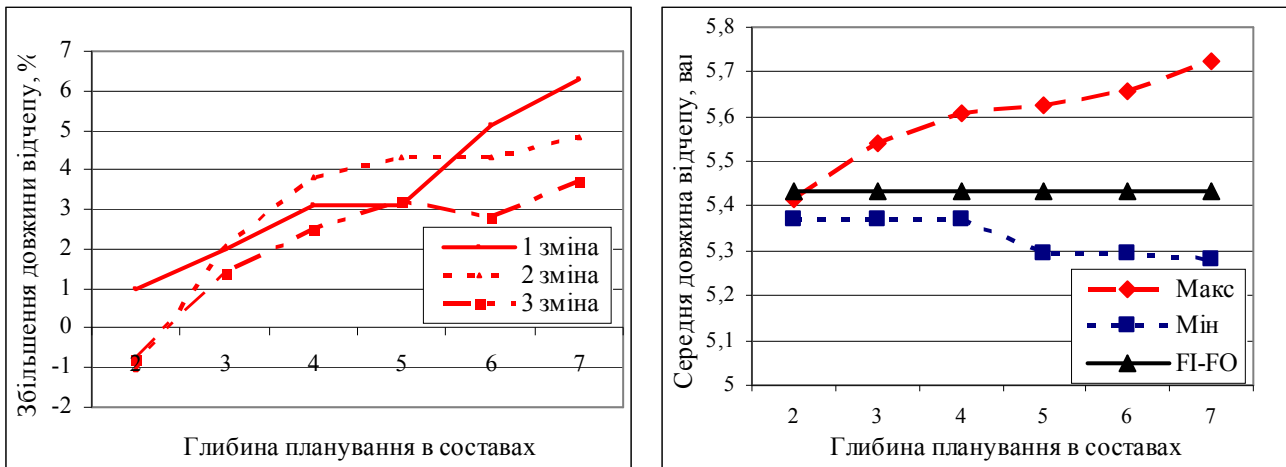 Збільшення довжини відчепу, %
7
6
5
4
3
2
1
0
-1
-2
2 3 4 5 6 7
1 зміна
2 зміна
3 зміна
Глибина планування в составах
Середня довжина відчепу, ваг
5,8
5,7
5,6
5,5
5,4
5,3
5,2
5,1
5
2 3 4 5 6 7
Макс
Мін
FI-FO
Глибина планування в составах